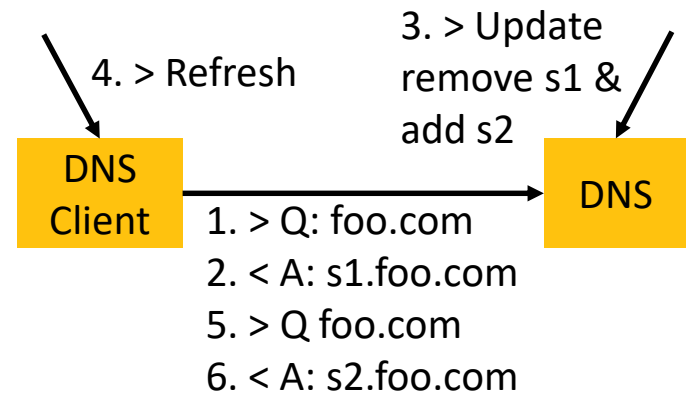 3. > Update
remove s1 &
add s2
4. > Refresh
DNS
Client
DNS
1. > Q: foo.com
2. < A: s1.foo.com
5. > Q foo.com
6. < A: s2.foo.com